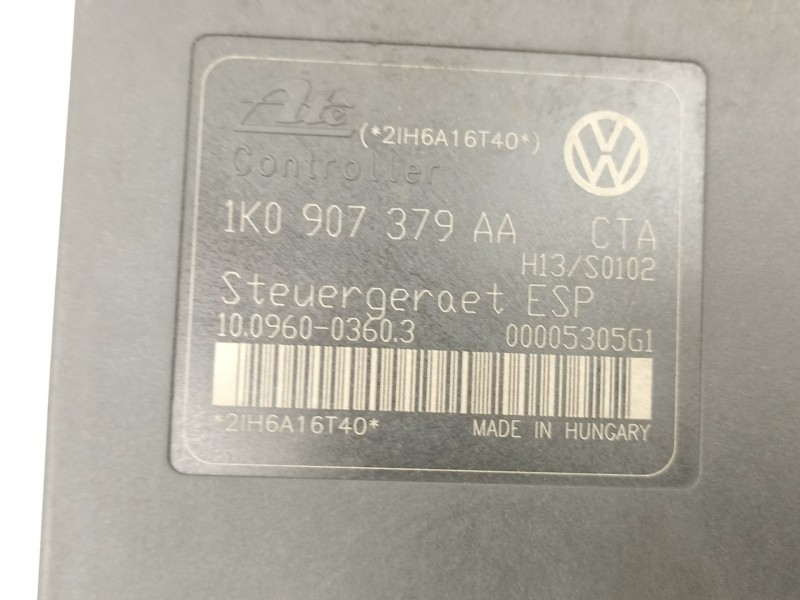 Ate
(*2IH6A16T40*)
Controller
1K0 907 379 AA CTA
H13/S0102
Steuergeraet ESP
10.0960-0360.3 00005305G1
*2IH6A16T40*
MADE IN HUNGARY